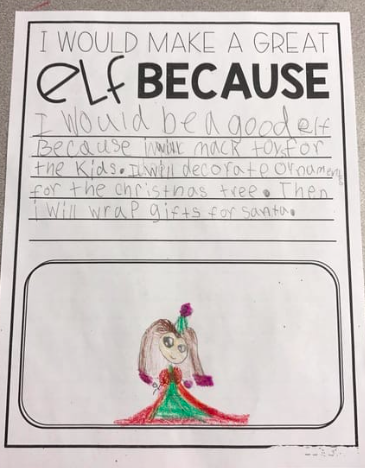 I WOULD MAKE A GREAT
elf BECAUSE
I would be a good elf
Because i will mack toy for
the Kids. I will decorate Ornaments
for the christmas tree. Then
i Will wrap gifts for santa.